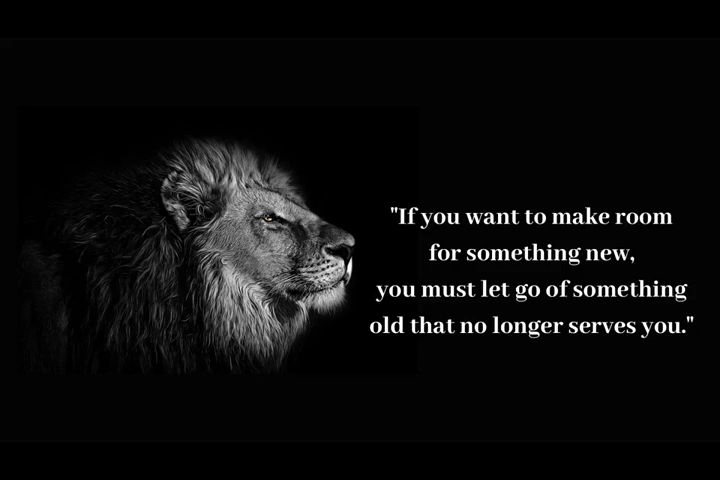 "If you want to make room
for something new,
you must let go of something
old that no longer serves you."